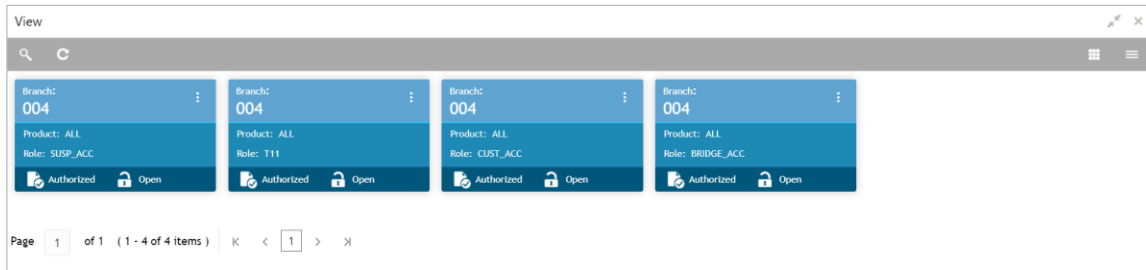 View
Branch: Branch: Branch: Branch:
004 004 004 004
Product: ALL Product: ALL Product: ALL Product: ALL
Role: SUSP_ACC Role: T11 Role: CUST_ACC Role: BRIDGE_ACC
Authorized Open Authorized Open Authorized Open Authorized Open
Page 1 of 1 ( 1 - 4 of 4 items ) 1